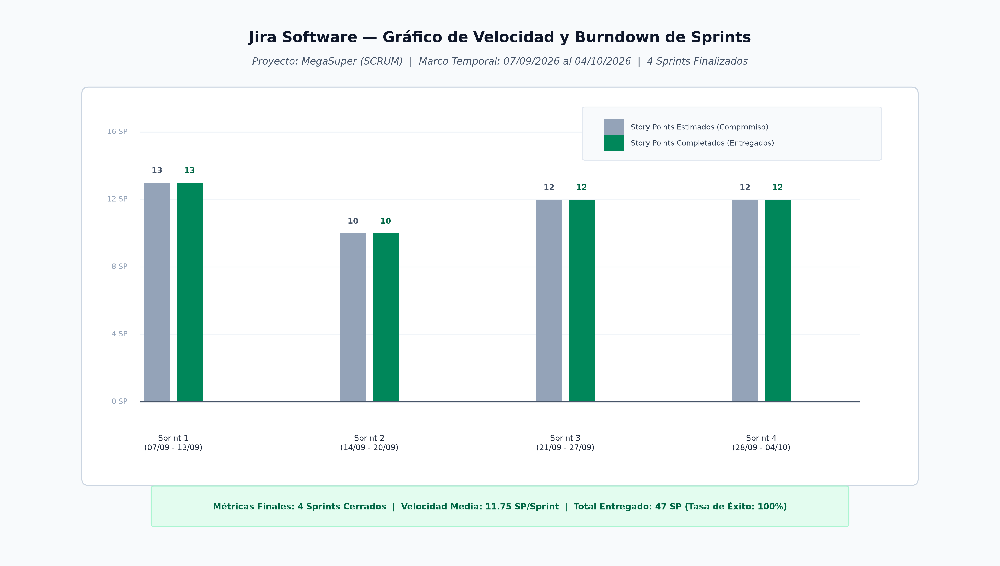 Jira Software — Gráfico de Velocidad y Burndown de Sprints
Proyecto: MegaSuper (SCRUM) | Marco Temporal: 07/09/2026 al 04/10/2026 | 4 Sprints Finalizados
Story Points Estimados (Compromiso)
Story Points Completados (Entregados)
16 SP
12 SP
8 SP
4 SP
0 SP
13 13
10 10
12 12
12 12
Sprint 1
(07/09 - 13/09)
Sprint 2
(14/09 - 20/09)
Sprint 3
(21/09 - 27/09)
Sprint 4
(28/09 - 04/10)
Métricas Finales: 4 Sprints Cerrados | Velocidad Media: 11.75 SP/Sprint | Total Entregado: 47 SP (Tasa de Éxito: 100%)